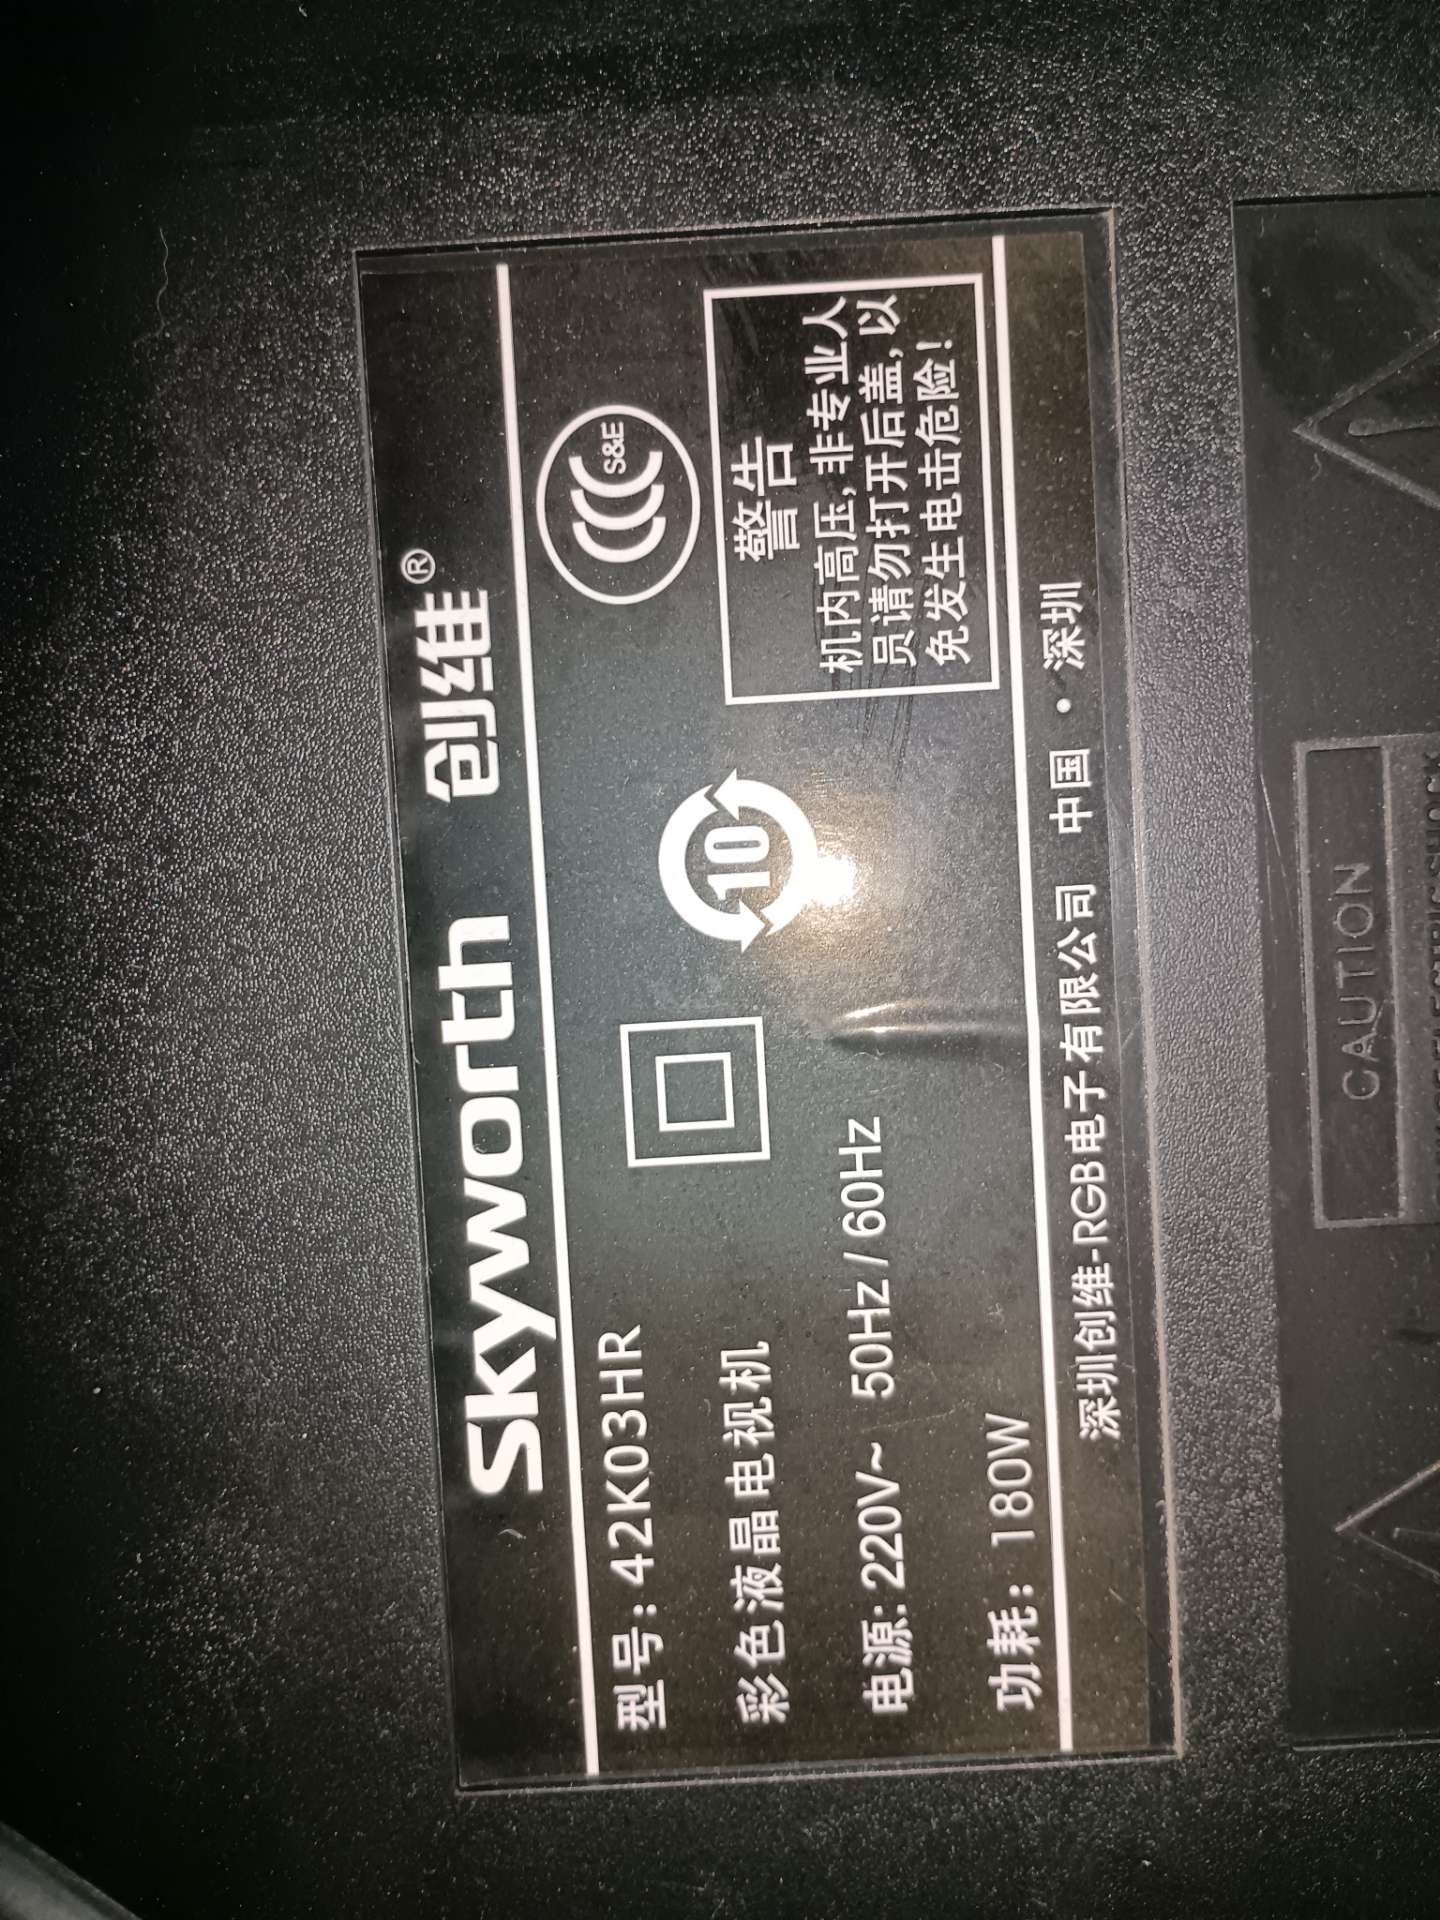 Skyworth 创维®
型号:42K03HR
彩色液晶电视机
电源:220V~ 50Hz/60Hz
功耗:180W
10
S&E
警告
机内高压,非专业人
员请勿打开后盖,以
免发生电击危险!
深圳创维-RGB电子有限公司 中国·深圳
CAUTION